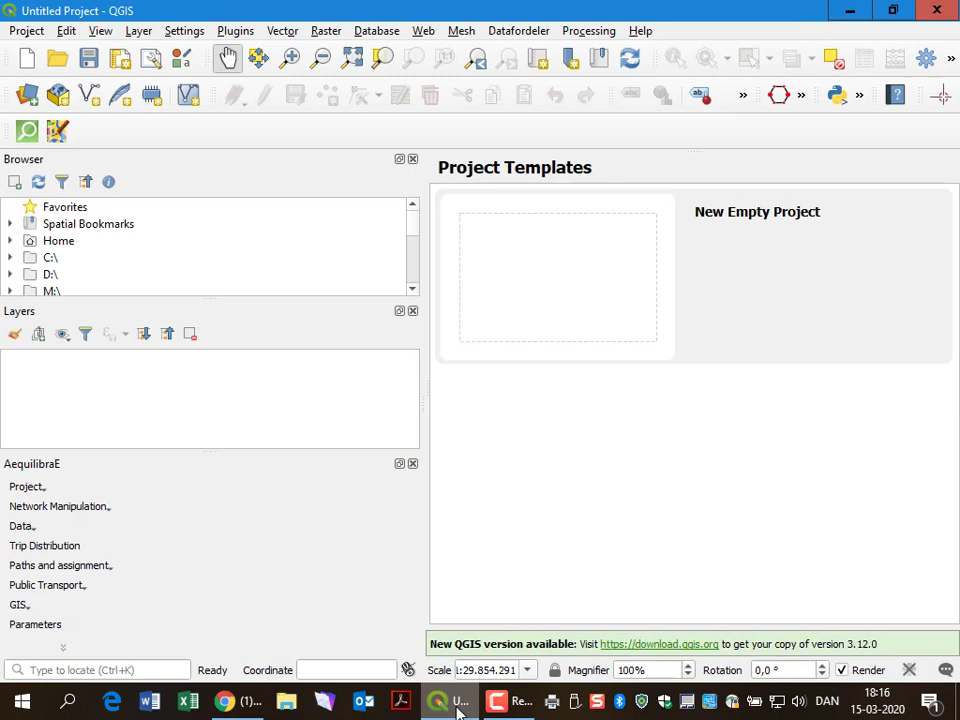 Untitled Project - QGIS
Project Edit View Layer Settings Plugins Vector Raster Database Web Mesh Datafordeler Processing Help
Browser
Project Templates
Favorites
New Empty Project
Spatial Bookmarks
Home
C:\
D:\
M:\
Layers
AequilibraE
Project
Network Manipulation
Data
Trip Distribution
Paths and assignment
Public Transport
GIS
Parameters
New QGIS version available: Visit https://download.qgis.org to get your copy of version 3.12.0
Type to locate (Ctrl+K) Ready Coordinate Scale 1:29.854.291 Magnifier 100% Rotation 0,0 ° Render
(1)... U... Re... DAN 18:16
15-03-2020